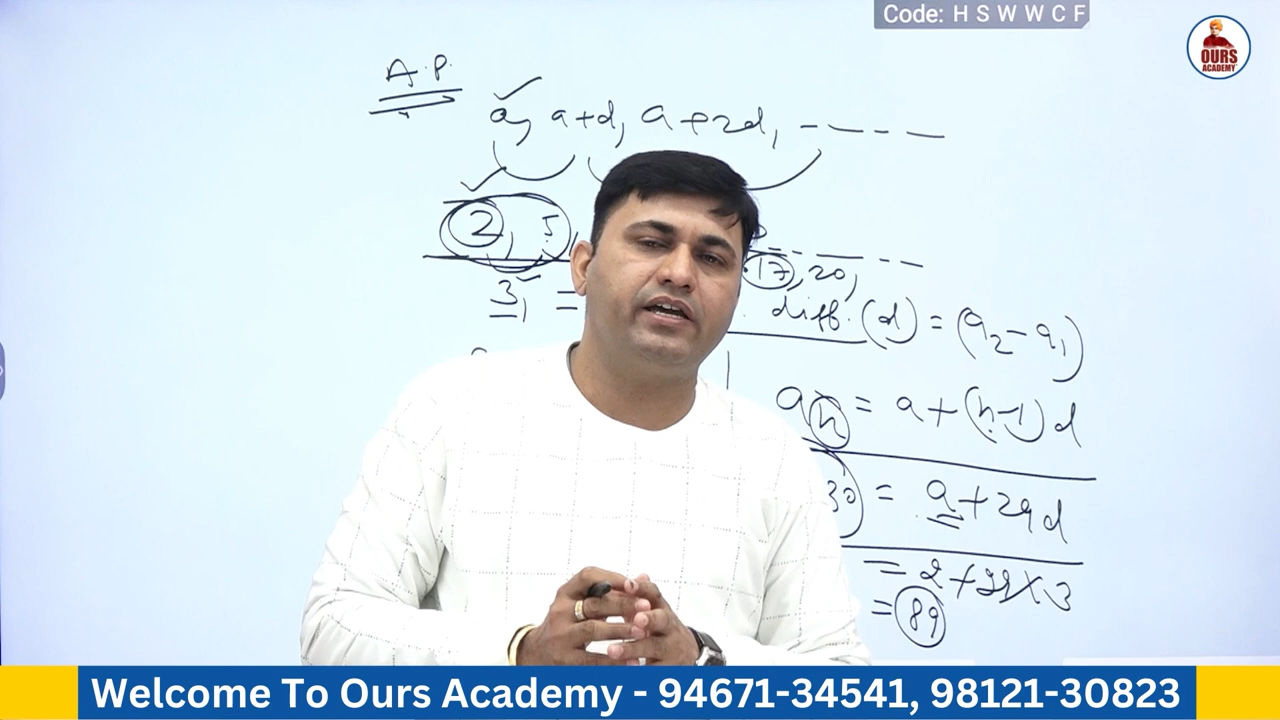 Code: H S W W C F
OURS
ACADEMY
A.P.
a, a+d, a+2d, - - - - -
2, 5,
17, 20,
3, =
diff. (d) = (a₂-a₁)
aₙ = a+(n-1)d
30 = a+29d
= 2+29×3
= 89
Welcome To Ours Academy - 94671-34541, 98121-30823